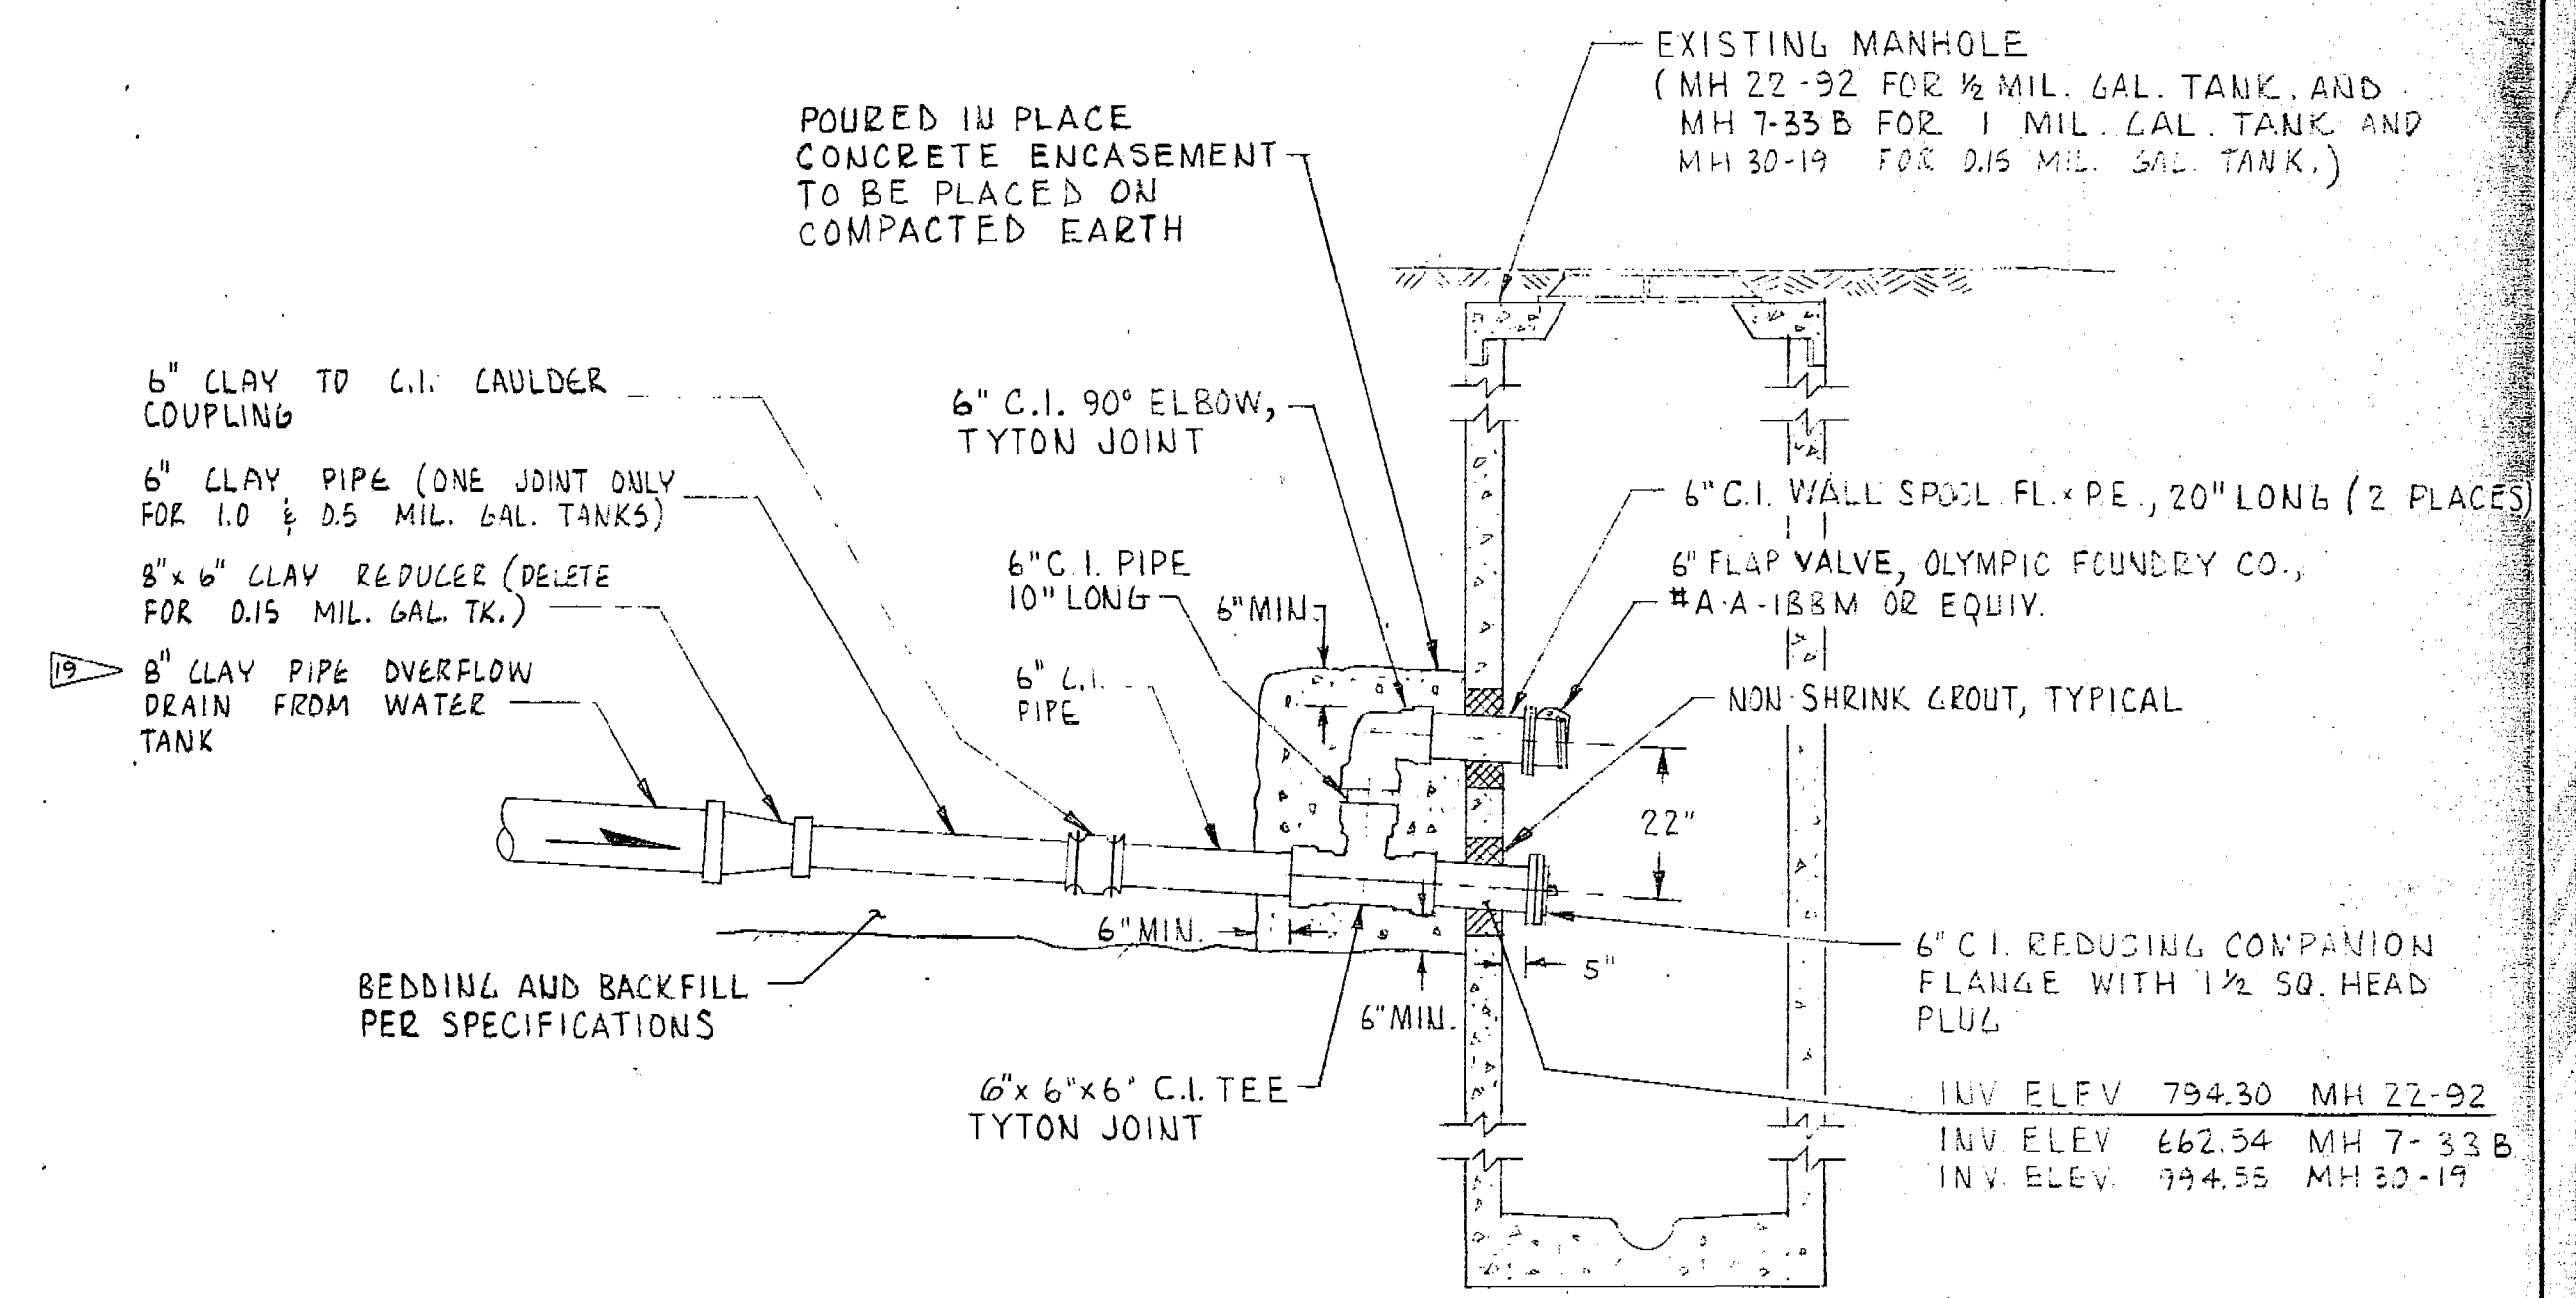 EXISTING MANHOLE
(MH 22-92 FOR ½ MIL. GAL. TANK. AND
MH 7-33B FOR 1 MIL. GAL. TANK AND
MH 30-19 FOR 0.15 MIL. GAL. TANK.)
POURED IN PLACE
CONCRETE ENCASEMENT
TO BE PLACED ON
COMPACTED EARTH
6" CLAY TO C.I. CAULDER
COUPLING
6" C.I. 90° ELBOW,
TYTON JOINT
6" CLAY PIPE (ONE JOINT ONLY
FOR 1.0 & 0.5 MIL. GAL. TANKS)
6" C.I. WALL SPOOL FL. x P.E., 20" LONG (2 PLACES)
8" x 6" CLAY REDUCER (DELETE
FOR 0.15 MIL. GAL. TK.)
6" C.I. PIPE
10" LONG
6" MIN.
6" FLAP VALVE, OLYMPIC FOUNDRY CO.,
OR EQUIV.
19
8" CLAY PIPE OVERFLOW
DRAIN FROM WATER
TANK
6" C.I.
PIPE
NON-SHRINK GROUT, TYPICAL
22"
6" MIN.
5"
6" MIN.
BEDDING AND BACKFILL
PER SPECIFICATIONS
6" C.I. REDUCING COMPANION
FLANGE WITH 1½ SQ. HEAD
PLUG
6" x 6" x 6" C.I. TEE
TYTON JOINT
INV ELEV 794.30 MH 22-92
INV. ELEV 662.54 MH 7-33B
INV. ELEV. MH 30-19